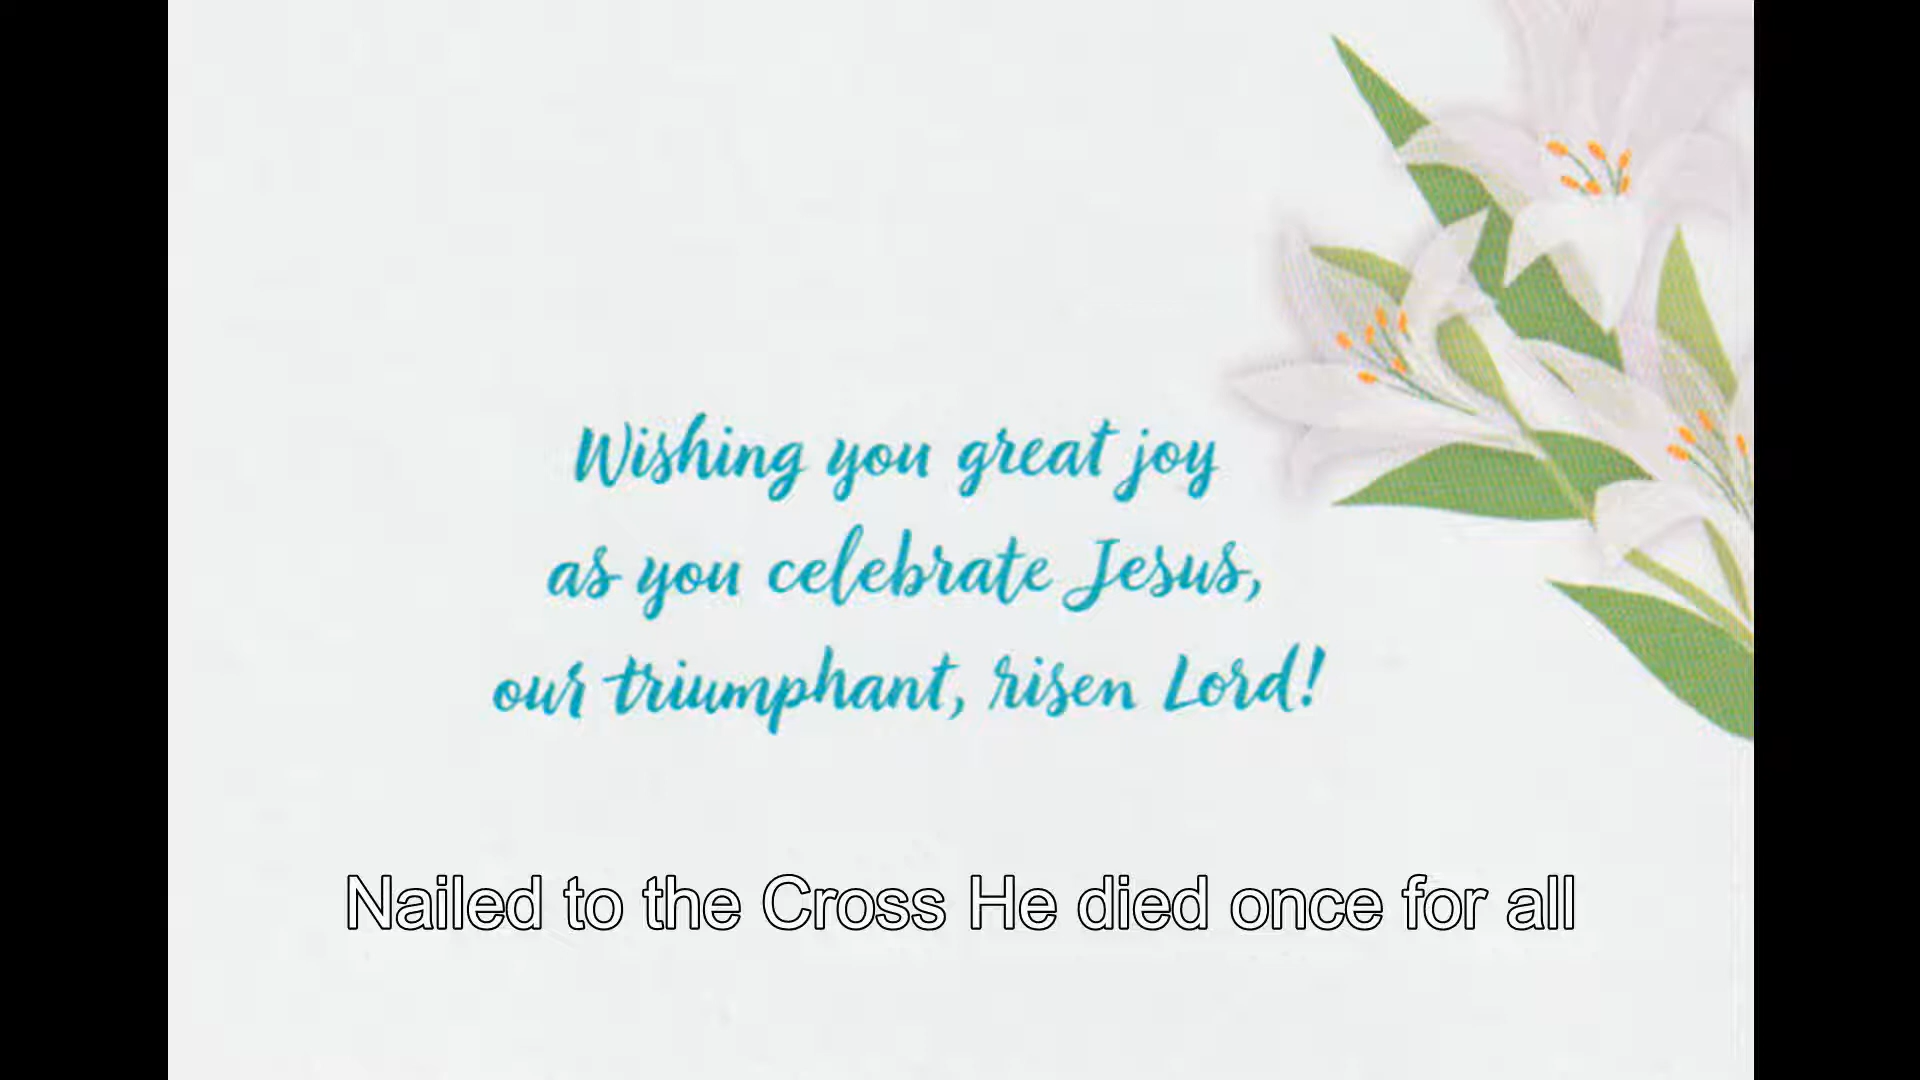 Wishing you great joy
as you celebrate Jesus,
our triumphant, risen Lord!
Nailed to the Cross He died once for all